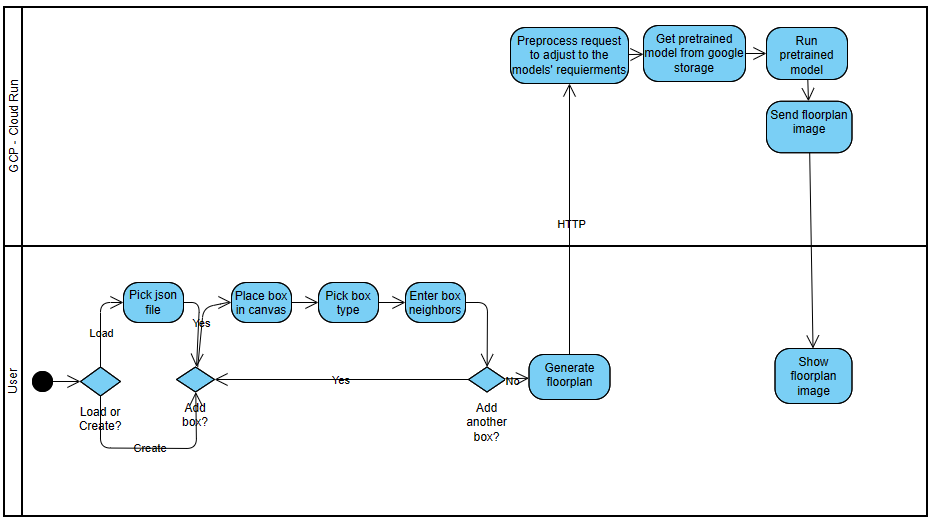 GCP - Cloud Run
Preprocess request
to adjust to the
models' requierments
Get pretrained
model from google
storage
Run
pretrained
model
Send floorplan
image
HTTP
User
Pick json
file
Place box
in canvas
Pick box
type
Enter box
neighbors
Load
Yes
Load or
Create?
Add
box?
Yes
Add
another
box?
No
Generate
floorplan
Show
floorplan
image
Create